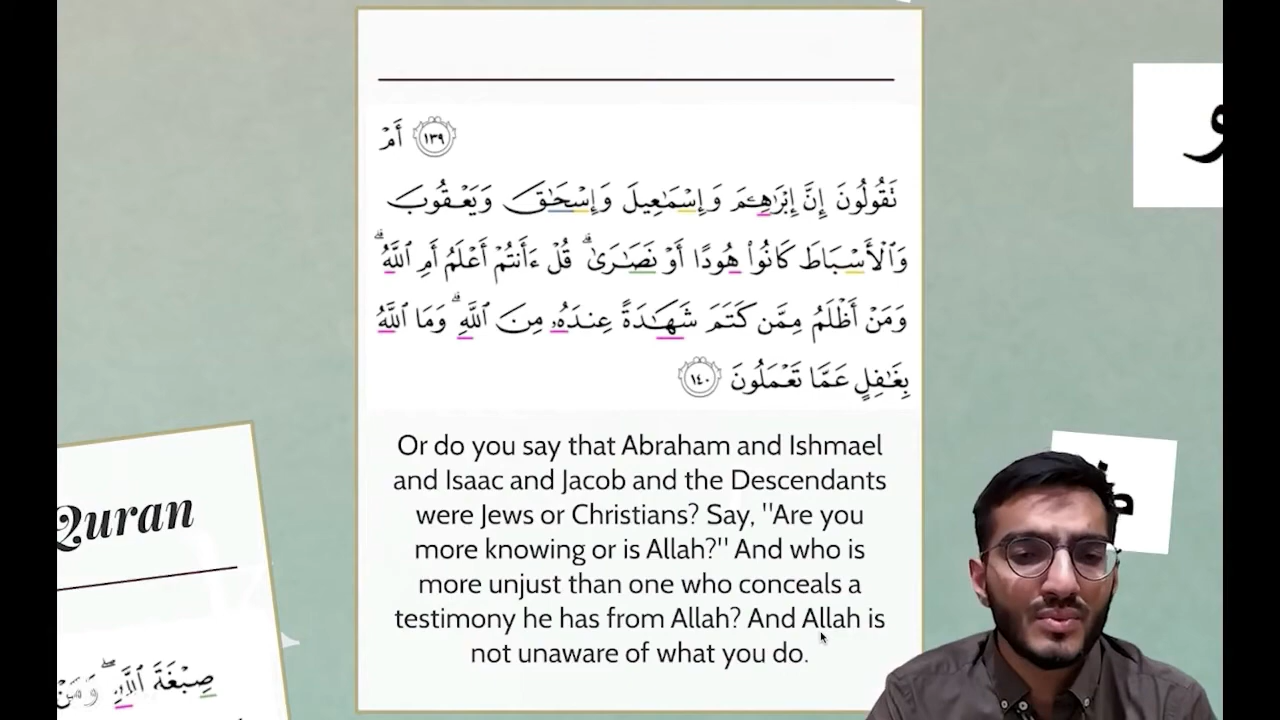 ١٣٩ أَمْ
تَقُولُونَ إِنَّ إِبْرَٰهِـۧمَ وَإِسْمَٰعِيلَ وَإِسْحَٰقَ وَيَعْقُوبَ
وَٱلْأَسْبَاطَ كَانُوا۟ هُودًا أَوْ نَصَٰرَىٰ ۗ قُلْ ءَأَنتُمْ أَعْلَمُ أَمِ ٱللَّهُ ۗ
وَمَنْ أَظْلَمُ مِمَّن كَتَمَ شَهَٰدَةً عِندَهُۥ مِنَ ٱللَّهِ ۗ وَمَا ٱللَّهُ
بِغَٰفِلٍ عَمَّا تَعْمَلُونَ ١٤٠
Or do you say that Abraham and Ishmael
and Isaac and Jacob and the Descendants
were Jews or Christians? Say, "Are you
more knowing or is Allah?" And who is
more unjust than one who conceals a
testimony he has from Allah? And Allah is
not unaware of what you do.
Quran
صِبْغَةَ ٱللَّهِ ۖ وَمَنْ
و